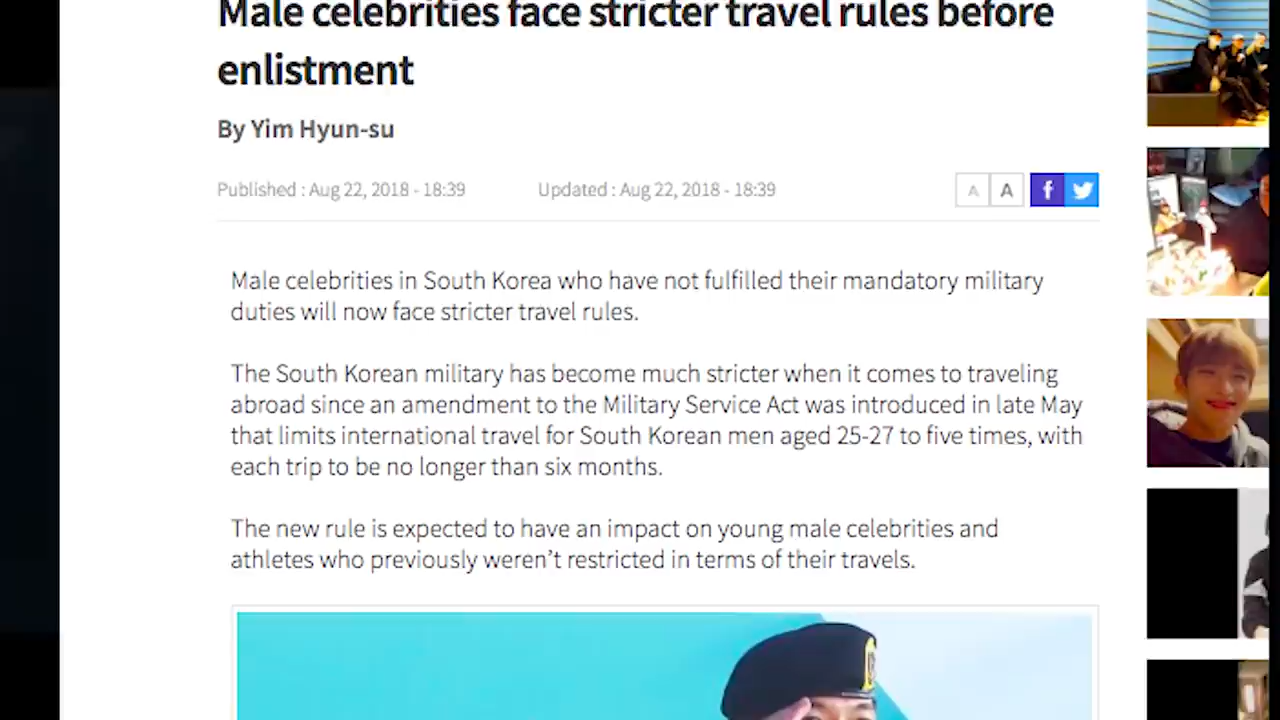 Male celebrities face stricter travel rules before
enlistment
By Yim Hyun-su
Published : Aug 22, 2018 - 18:39 Updated : Aug 22, 2018 - 18:39 A A f
Male celebrities in South Korea who have not fulfilled their mandatory military
duties will now face stricter travel rules.
The South Korean military has become much stricter when it comes to traveling
abroad since an amendment to the Military Service Act was introduced in late May
that limits international travel for South Korean men aged 25-27 to five times, with
each trip to be no longer than six months.
The new rule is expected to have an impact on young male celebrities and
athletes who previously weren’t restricted in terms of their travels.